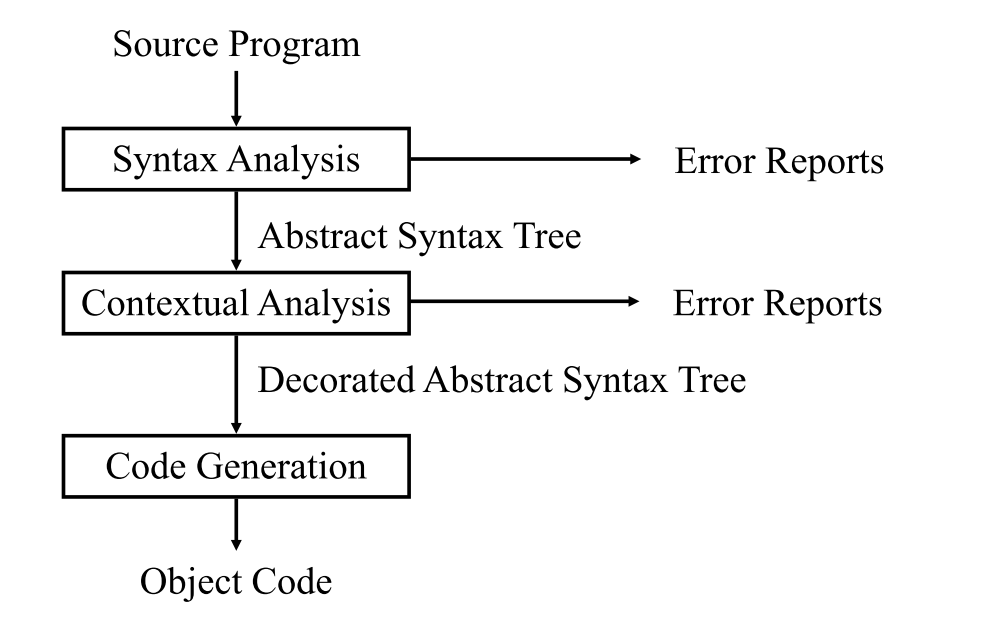 Source Program
Syntax Analysis
Error Reports
Abstract Syntax Tree
Contextual Analysis
Error Reports
Decorated Abstract Syntax Tree
Code Generation
Object Code